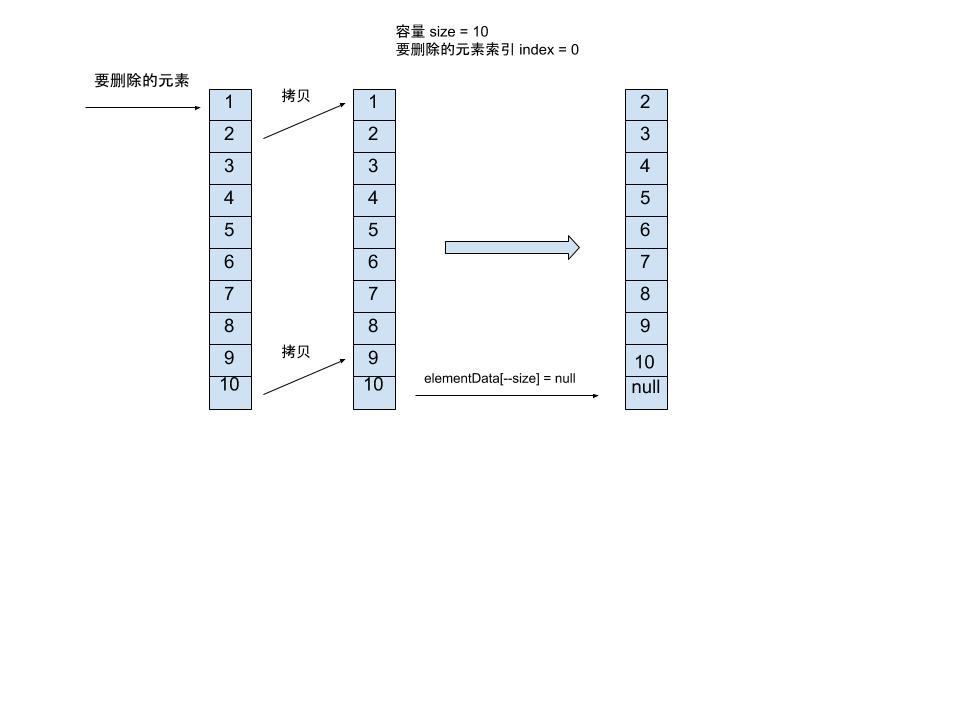 容量 size = 10
要删除的元素索引 index = 0
要删除的元素
拷贝
1 1 2
2 2 3
3 3 4
4 4 5
5 5 6
6 6 7
7 7 8
8 8 9
拷贝
9 9 10
10 10 null
elementData[--size] = null